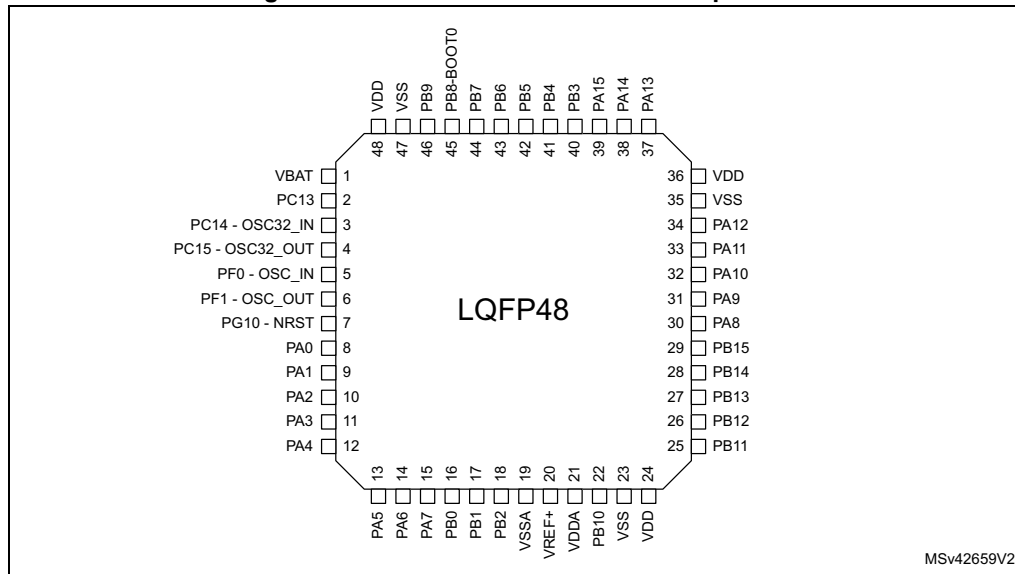 VDD
VSS
PB9
PB8-BOOT0
PB7
PB6
PB5
PB4
PB3
PA15
PA14
PA13
48
47
46
45
44
43
42
41
40
39
38
37
VBAT 1
PC13 2
PC14 - OSC32_IN 3
PC15 - OSC32_OUT 4
PF0 - OSC_IN 5
PF1 - OSC_OUT 6
PG10 - NRST 7
PA0 8
PA1 9
PA2 10
PA3 11
PA4 12
LQFP48
36 VDD
35 VSS
34 PA12
33 PA11
32 PA10
31 PA9
30 PA8
29 PB15
28 PB14
27 PB13
26 PB12
25 PB11
13
14
15
16
17
18
19
20
21
22
23
24
PA5
PA6
PA7
PB0
PB1
PB2
VSSA
VREF+
VDDA
PB10
VSS
VDD
MSv42659V2